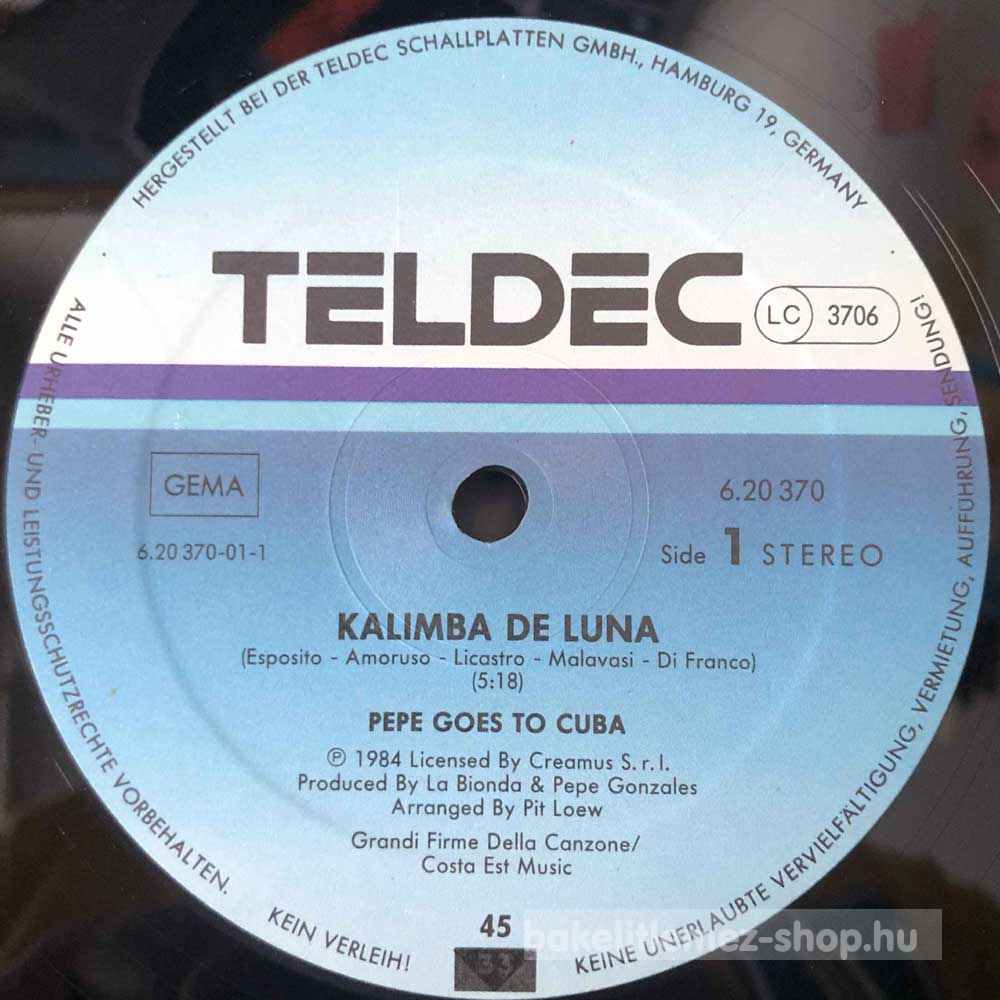 HERGESTELLT BEI DER TELDEC SCHALLPLATTEN GMBH., HAMBURG 19, GERMANY
TELDEC
LC 3706
GEMA
6.20 370
6.20 370-01-1
Side 1 STEREO
KALIMBA DE LUNA
(Esposito - Amoruso - Licastro - Malavasi - Di Franco)
(5:18)
PEPE GOES TO CUBA
℗ 1984 Licensed By Creamus S.r.l.
Produced By La Bionda & Pepe Gonzales
Arranged By Pit Loew
Grandi Firme Della Canzone/
Costa Est Music
45
33
ALLE URHEBER- UND LEISTUNGSSCHUTZRECHTE VORBEHALTEN.
KEIN VERLEIH!
KEINE UNERLAUBTE VERVIELFÄLTIGUNG, VERMIETUNG, AUFFÜHRUNG, SENDUNG!
bakelitlemez-shop.hu